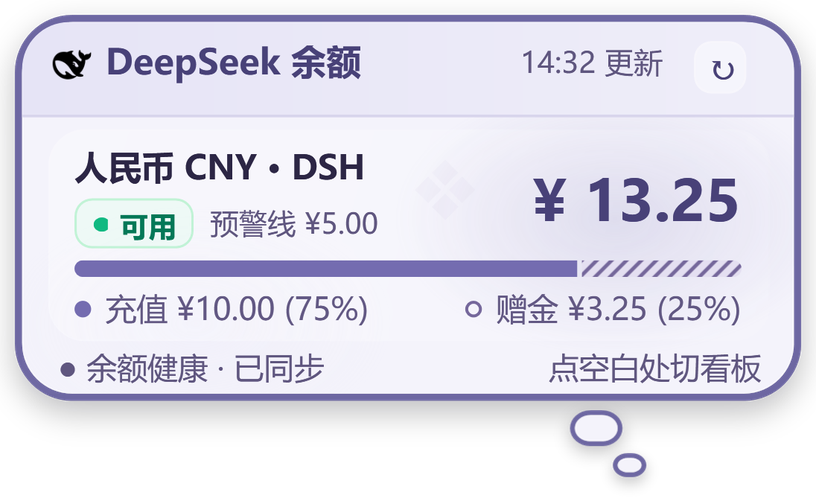 DeepSeek 余额 14:32 更新 ↻
人民币 CNY • DSH
¥ 13.25
可用 预警线 ¥5.00
充值 ¥10.00 (75%) 赠金 ¥3.25 (25%)
余额健康 · 已同步 点空白处切看板